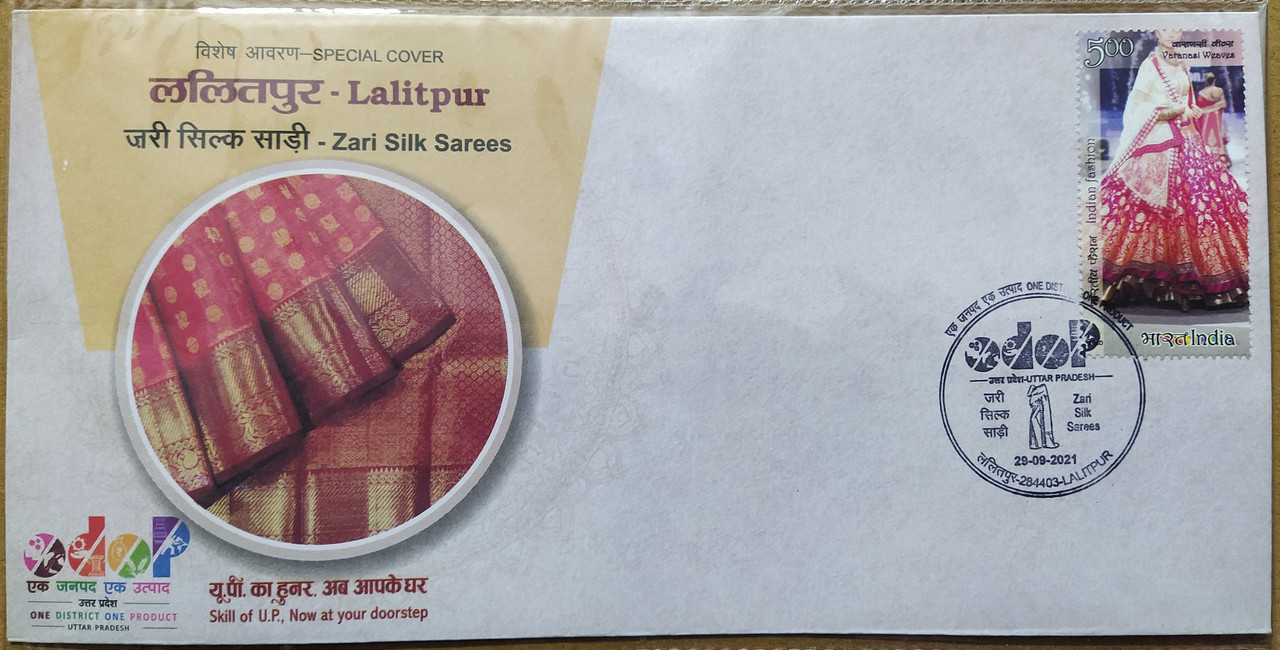 विशेष आवरण–SPECIAL COVER
ललितपुर - Lalitpur
जरी सिल्क साड़ी - Zari Silk Sarees
odop
एक जनपद एक उत्पाद
उत्तर प्रदेश
ONE DISTRICT ONE PRODUCT
UTTAR PRADESH
यू.पी. का हुनर, अब आपके घर
Skill of U.P., Now at your doorstep
500
वाराणसी वीव्स
Varanasi Weaves
भारतीय फैशन Indian fashion
भारत India
एक जनपद एक उत्पाद ONE DIST PRODUCT
odop
उत्तर प्रदेश-UTTAR PRADESH
जरी
सिल्क
साड़ी
Zari
Silk
Sarees
29-09-2021
ललितपुर-284403-LALITPUR